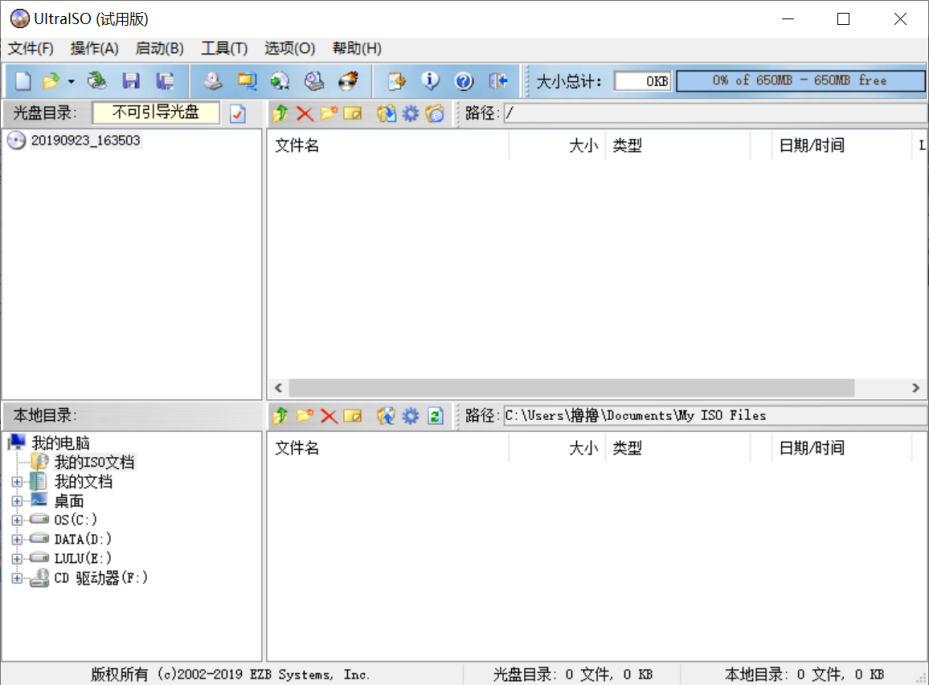 UltraISO (试用版)
文件(F) 操作(A) 启动(B) 工具(T) 选项(O) 帮助(H)
大小总计: 0KB 0% of 650MB - 650MB free
光盘目录: 不可引导光盘 路径: /
20190923_163503
文件名 大小 类型 日期/时间 L
本地目录: 路径: C:\Users\撸撸\Documents\My ISO Files
文件名 大小 类型 日期/时间
我的电脑
我的ISO文档
我的文档
桌面
OS(C:)
DATA(D:)
LULU(E:)
CD 驱动器(F:)
版权所有 (c)2002-2019 EZB Systems, Inc. 光盘目录: 0 文件, 0 KB 本地目录: 0 文件, 0 KB